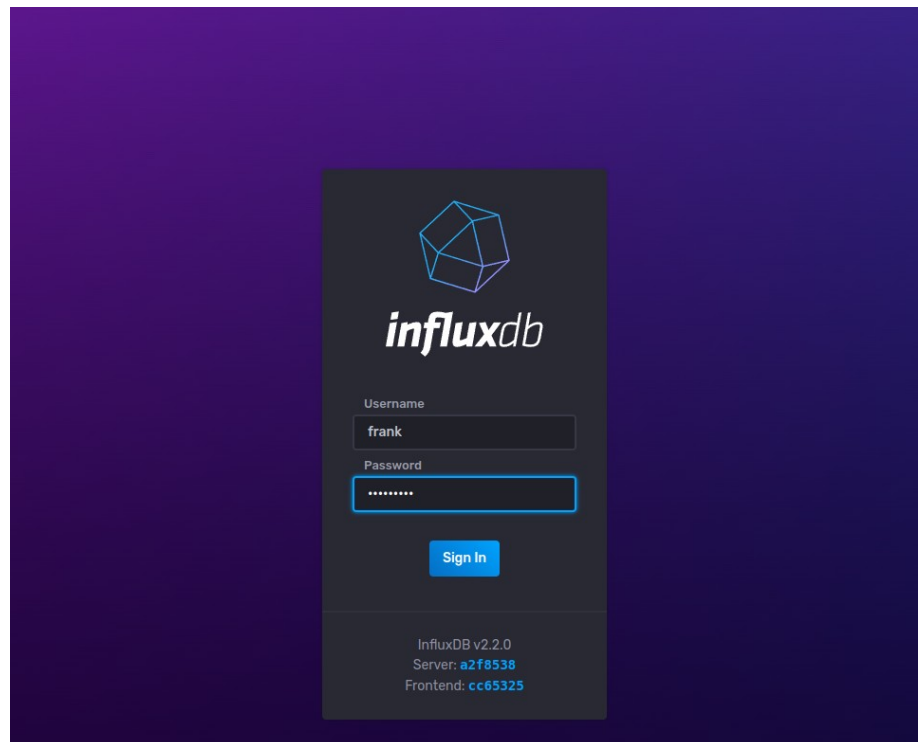 influxdb
Username
frank
Password
•••••••••
Sign In
InfluxDB v2.2.0
Server: a2f8538
Frontend: cc65325